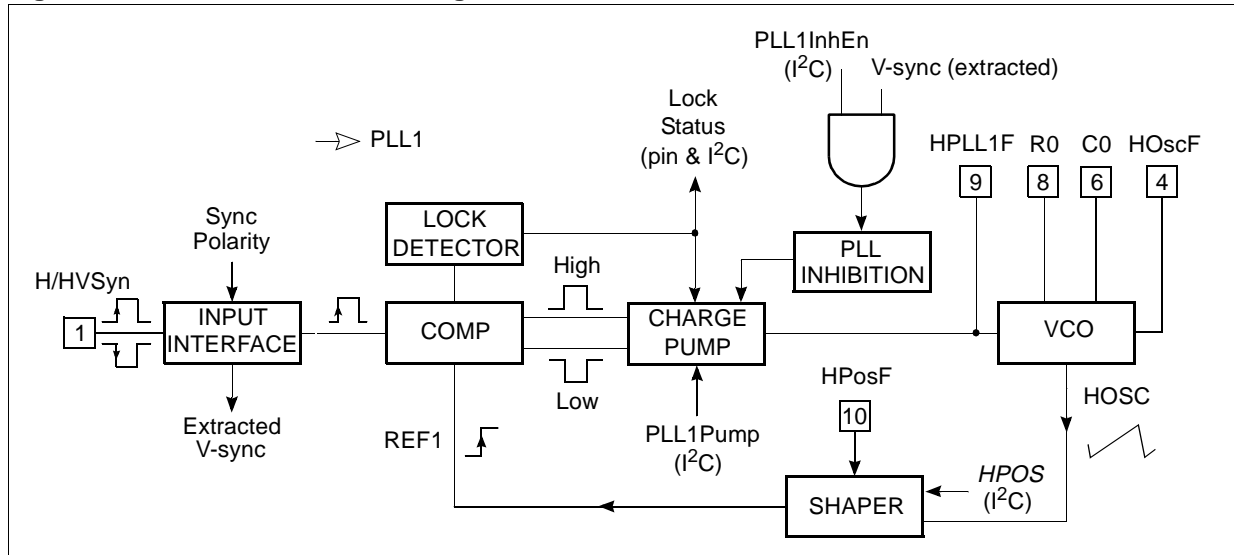 PLL1InhEn
(I²C)
V-sync (extracted)
Lock
Status
(pin & I²C)
PLL1
HPLL1F
R0
C0
HOscF
9
8
6
4
Sync
Polarity
LOCK
DETECTOR
PLL
INHIBITION
H/HVSyn
High
1
INPUT
INTERFACE
COMP
CHARGE
PUMP
VCO
Low
HPosF
HOSC
Extracted
V-sync
REF1
PLL1Pump
(I²C)
10
HPOS
(I²C)
SHAPER